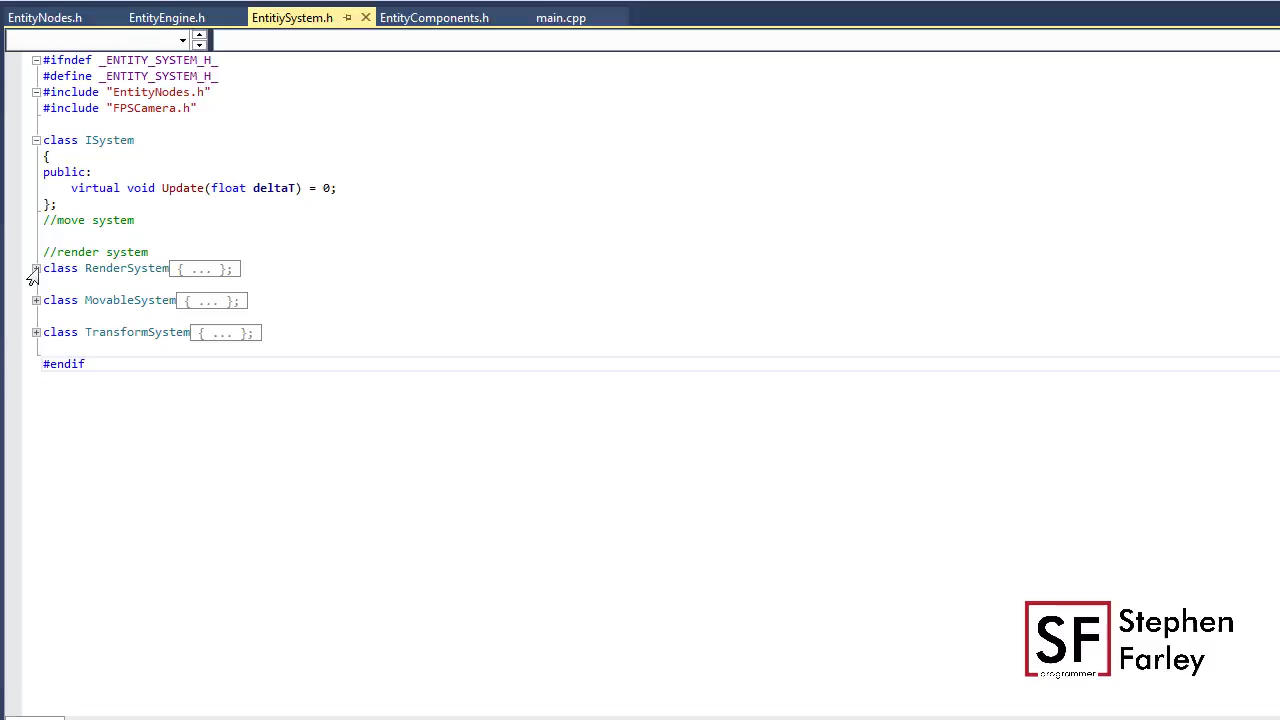 EntityNodes.h EntityEngine.h EntitiySystem.h EntityComponents.h main.cpp
#ifndef _ENTITY_SYSTEM_H_
#define _ENTITY_SYSTEM_H_
#include "EntityNodes.h"
#include "FPSCamera.h"
class ISystem
{
public:
virtual void Update(float deltaT) = 0;
};
//move system
//render system
class RenderSystem{ ... };
class MovableSystem{ ... };
class TransformSystem{ ... };
#endif
SF
programmer
Stephen
Farley